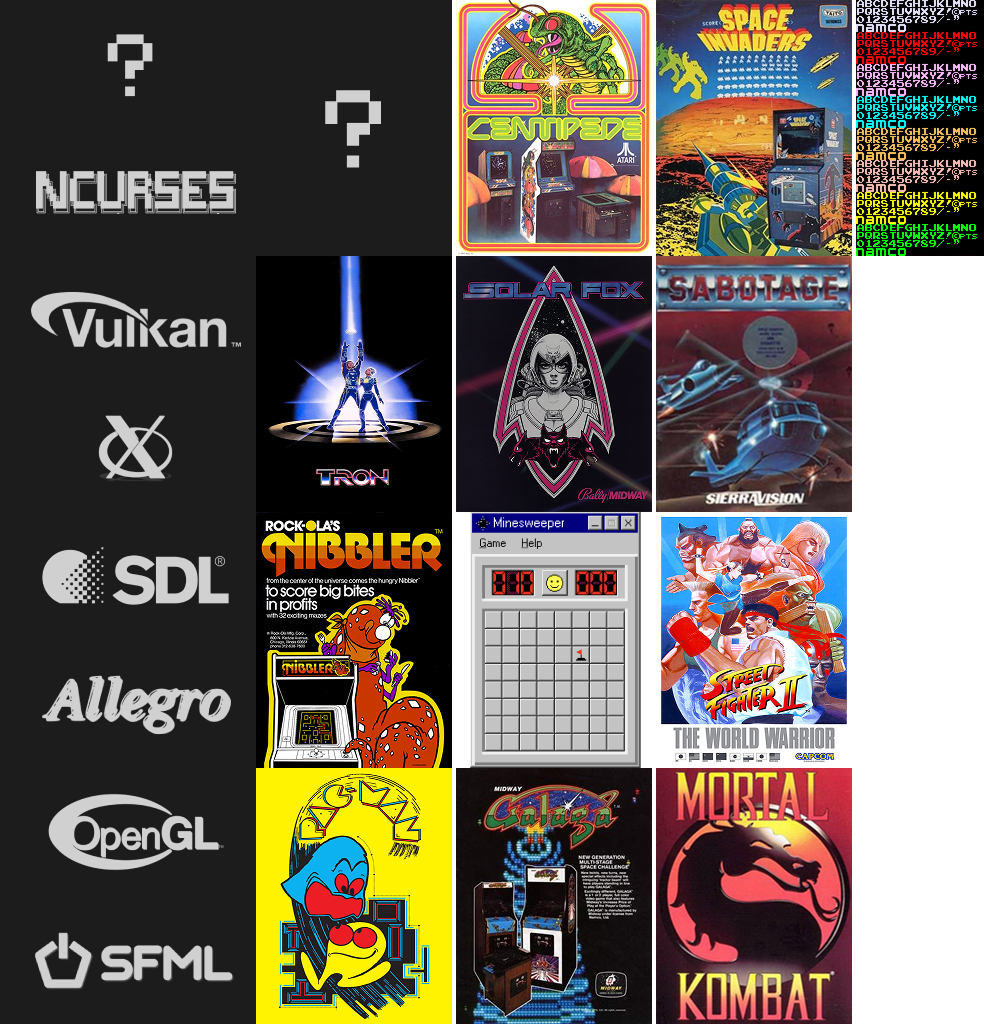 ?
?
NCURSES
CENTIPEDE
ATARI
TAITO
SCORE
SPACE
INVADERS
ABCDEFGHIJKLMNO
PQRSTUVWXYZ!©PTS
0123456789/-"
namco
ABCDEFGHIJKLMNO
PQRSTUVWXYZ!©PTS
0123456789/-"
namco
ABCDEFGHIJKLMNO
PQRSTUVWXYZ!©PTS
0123456789/-"
namco
ABCDEFGHIJKLMNO
PQRSTUVWXYZ!©PTS
0123456789/-"
namco
ABCDEFGHIJKLMNO
PQRSTUVWXYZ!©PTS
0123456789/-"
namco
ABCDEFGHIJKLMNO
PQRSTUVWXYZ!©PTS
0123456789/-"
namco
ABCDEFGHIJKLMNO
PQRSTUVWXYZ!©PTS
0123456789/-"
namco
ABCDEFGHIJKLMNO
PQRSTUVWXYZ!©PTS
0123456789/-"
namco
Vulkan™
TRON
SOLAR FOX
Bally/MIDWAY
SABOTAGE
SIERRAVISION
X
SDL®
Allegro
ROCK-OLA'S
NIBBLER™
from the center of the universe comes the hungry Nibbler
to score big bites
in profits
with 32 exciting mazes
NIBBLER
Minesweeper
Game Help
STREET
FIGHTER II
THE WORLD WARRIOR
CAPCOM
OpenGL
SFML
PAC-MAN
MIDWAY
Galaga™
NEW GENERATION
MULTI-STAGE
SPACE CHALLENGE
MIDWAY
MORTAL
KOMBAT